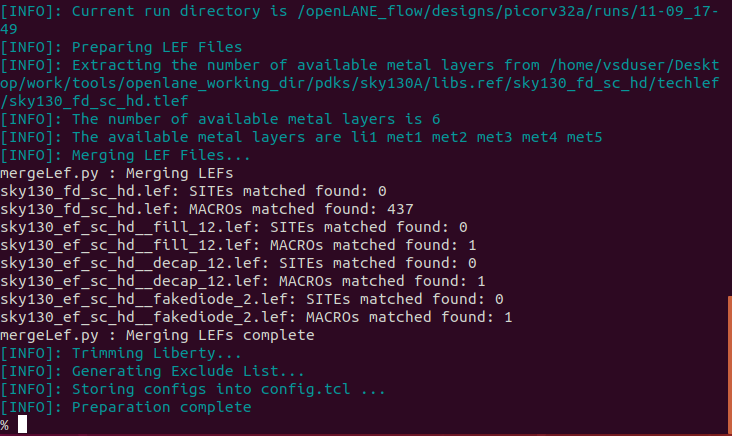 [INFO]: Current run directory is /openLANE_flow/designs/picorv32a/runs/11-09_17-
49
[INFO]: Preparing LEF Files
[INFO]: Extracting the number of available metal layers from /home/vsduser/Deskt
op/work/tools/openlane_working_dir/pdks/sky130A/libs.ref/sky130_fd_sc_hd/techlef
/sky130_fd_sc_hd.tlef
[INFO]: The number of available metal layers is 6
[INFO]: The available metal layers are li1 met1 met2 met3 met4 met5
[INFO]: Merging LEF Files...
mergeLef.py : Merging LEFs
sky130_fd_sc_hd.lef: SITEs matched found: 0
sky130_fd_sc_hd.lef: MACROs matched found: 437
sky130_ef_sc_hd__fill_12.lef: SITEs matched found: 0
sky130_ef_sc_hd__fill_12.lef: MACROs matched found: 1
sky130_ef_sc_hd__decap_12.lef: SITEs matched found: 0
sky130_ef_sc_hd__decap_12.lef: MACROs matched found: 1
sky130_ef_sc_hd__fakediode_2.lef: SITEs matched found: 0
sky130_ef_sc_hd__fakediode_2.lef: MACROs matched found: 1
mergeLef.py : Merging LEFs complete
[INFO]: Trimming Liberty...
[INFO]: Generating Exclude List...
[INFO]: Storing configs into config.tcl ...
[INFO]: Preparation complete
%